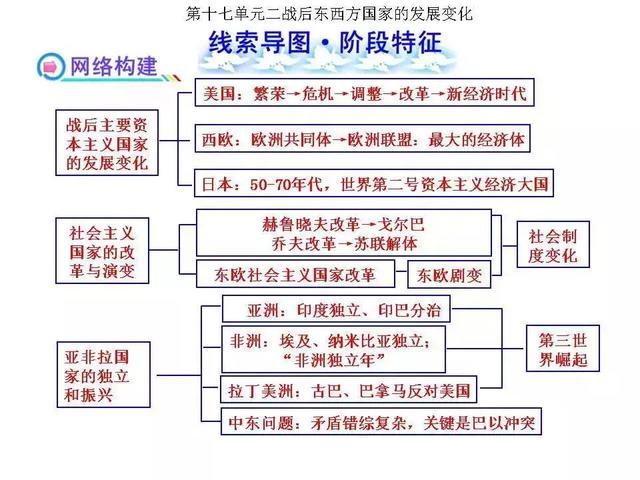 第十七单元二战后东西方国家的发展变化
线索导图·阶段特征
网络构建
战后主要资
本主义国家
的发展变化
美国：繁荣→危机→调整→改革→新经济时代
西欧：欧洲共同体→欧洲联盟：最大的经济体
日本：50-70年代，世界第二号资本主义经济大国
社会主义
国家的改
革与演变
赫鲁晓夫改革→戈尔巴
乔夫改革→苏联解体
东欧社会主义国家改革
东欧剧变
社会制
度变化
亚非拉国
家的独立
和振兴
亚洲：印度独立、印巴分治
非洲：埃及、纳米比亚独立；
“非洲独立年”
拉丁美洲：古巴、巴拿马反对美国
中东问题：矛盾错综复杂，关键是巴以冲突
第三世
界崛起